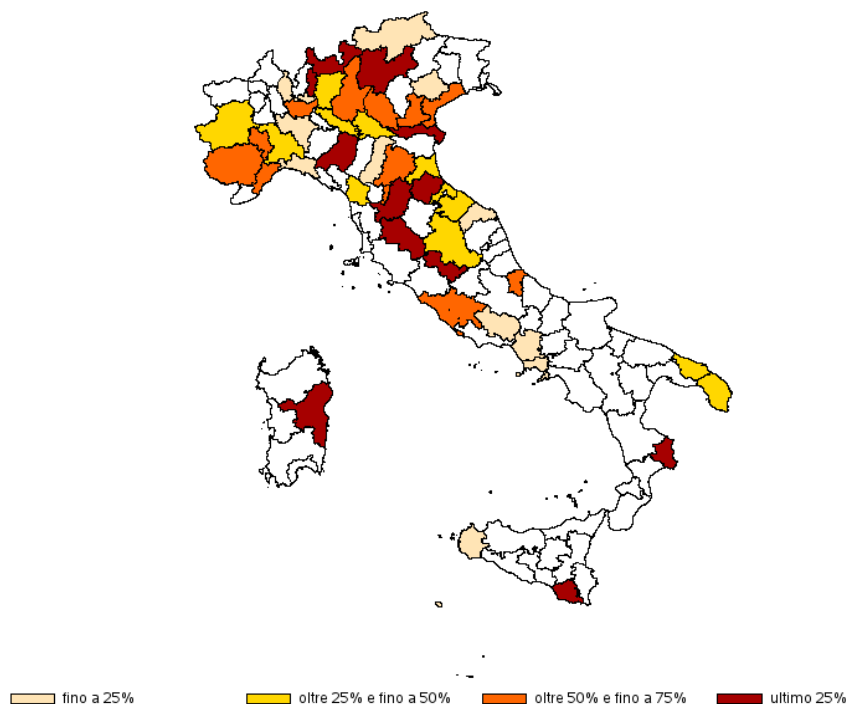 fino a 25%
oltre 25% e fino a 50%
oltre 50% e fino a 75%
ultimo 25%